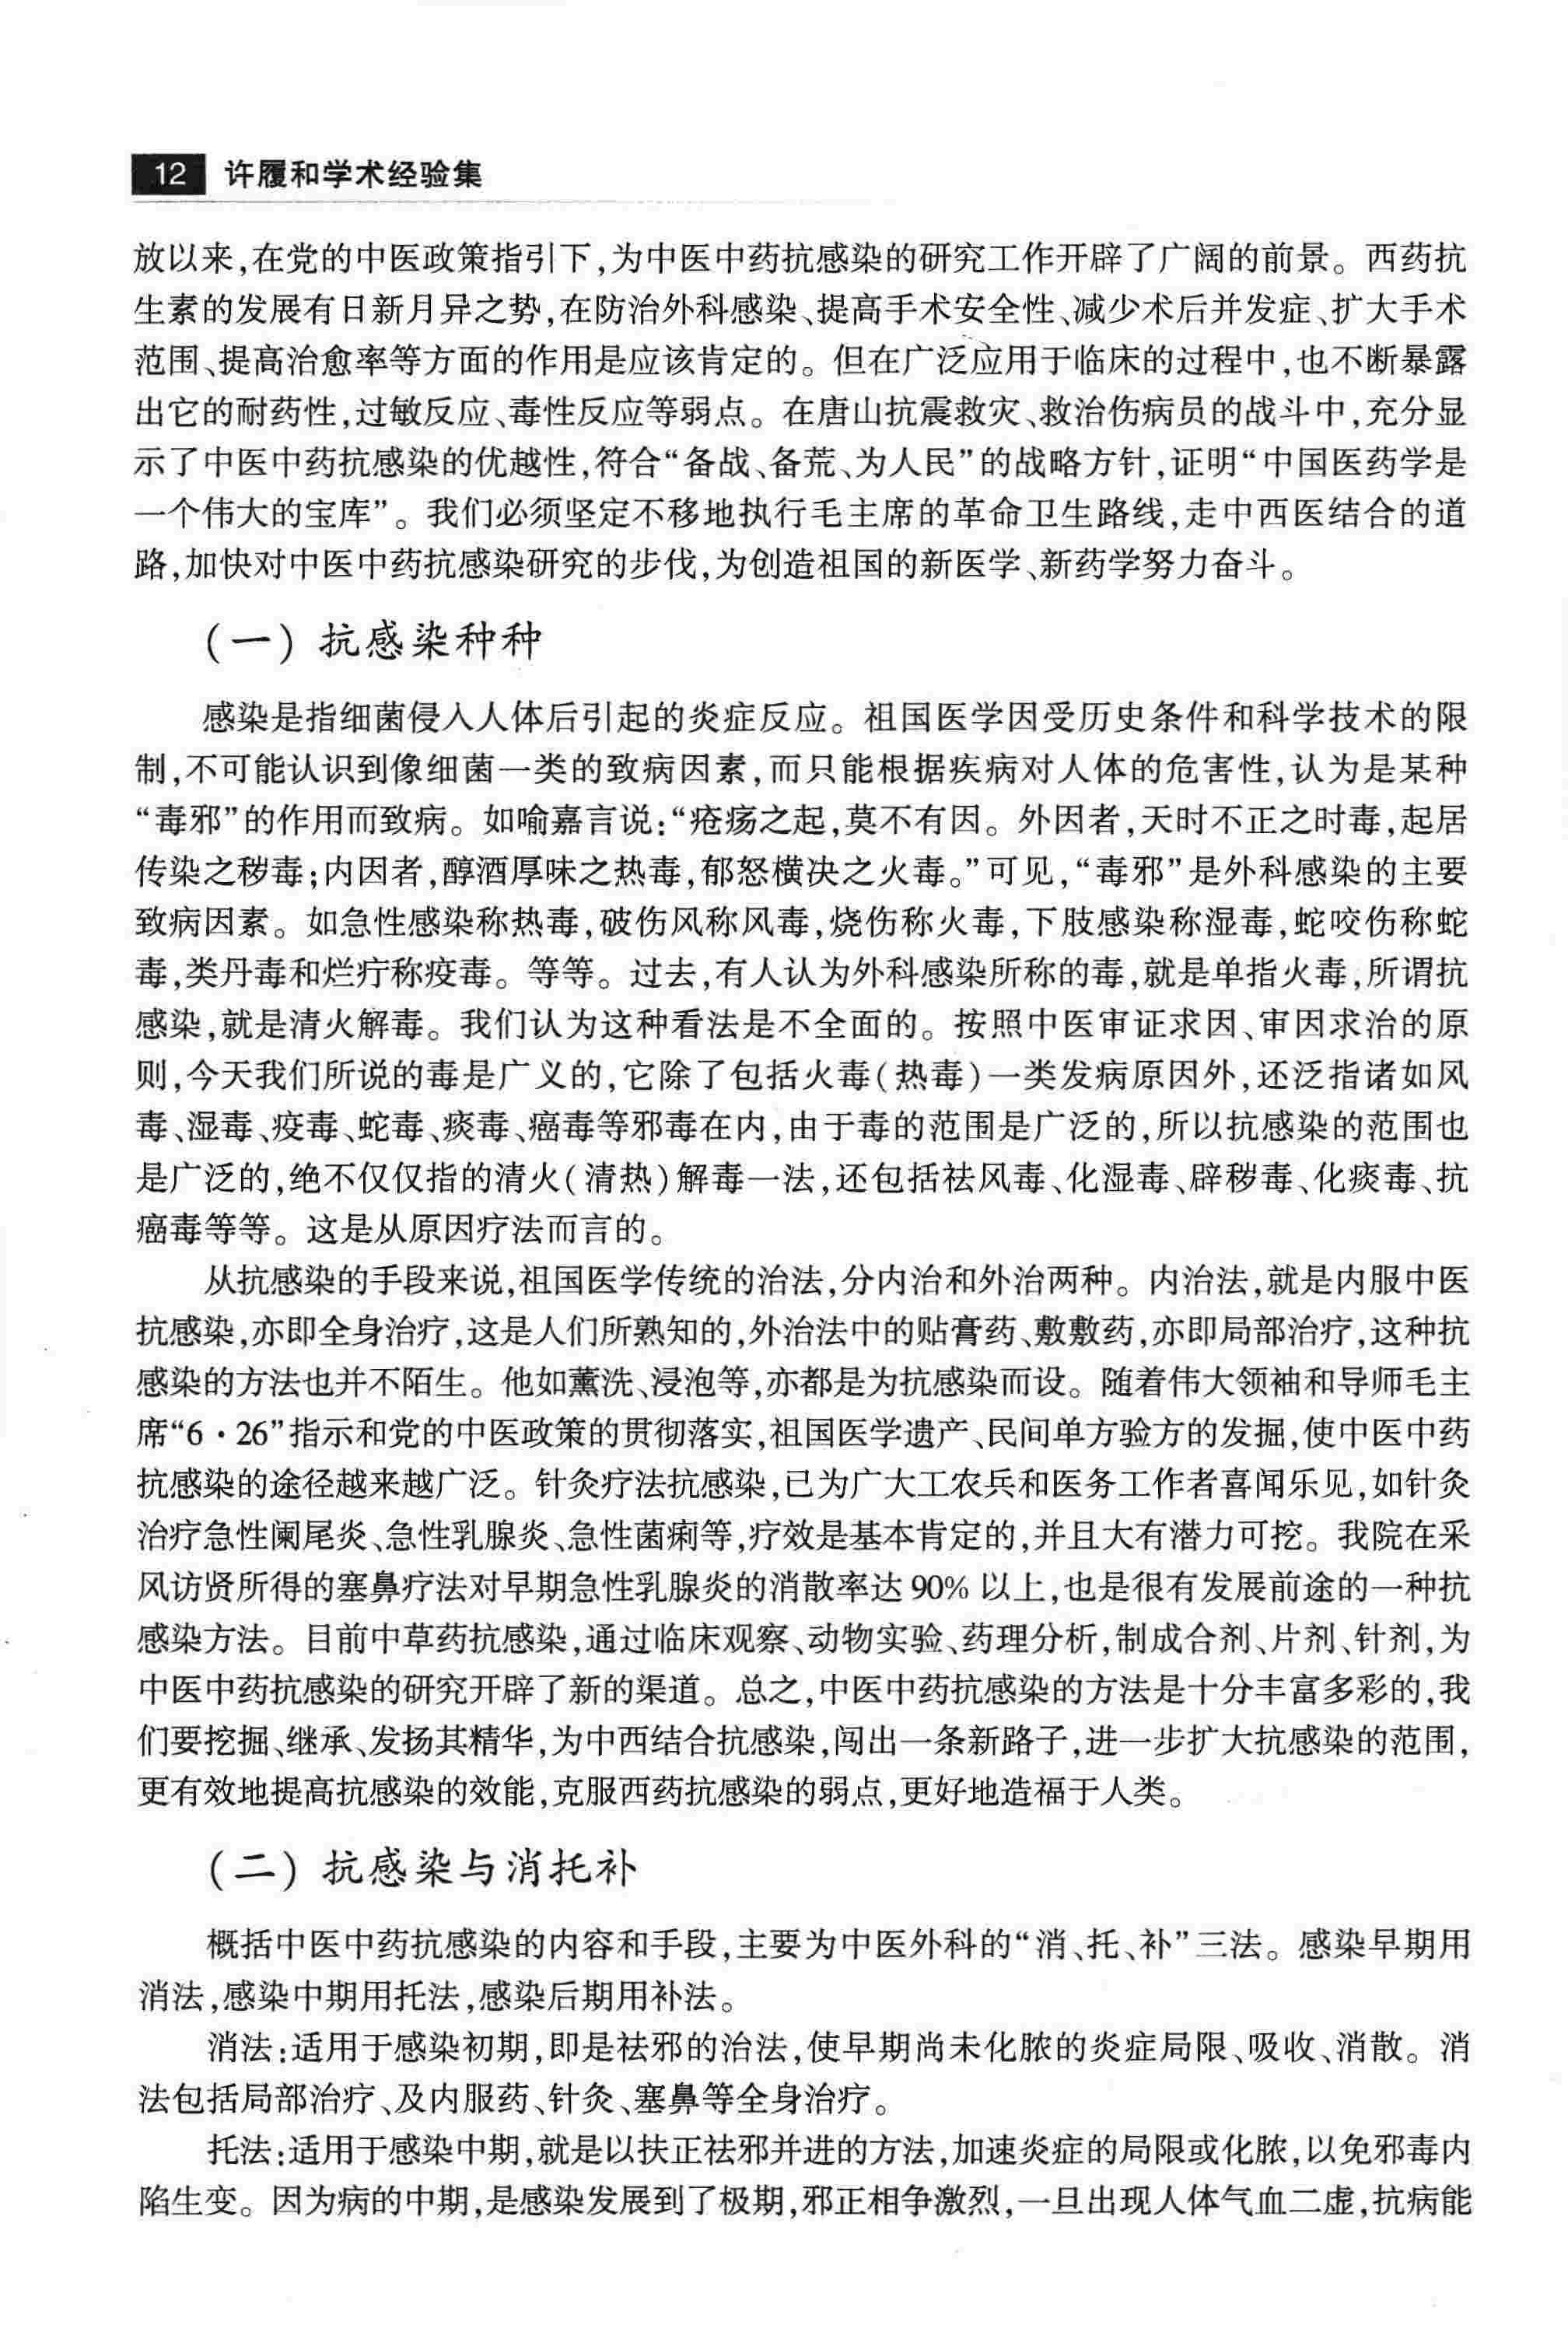 12 许履和学术经验集
放以来,在党的中医政策指引下,为中医中药抗感染的研究工作开辟了广阔的前景。西药抗
生素的发展有日新月异之势,在防治外科感染、提高手术安全性、减少术后并发症、扩大手术
范围、提高治愈率等方面的作用是应该肯定的。但在广泛应用于临床的过程中,也不断暴露
出它的耐药性,过敏反应、毒性反应等弱点。在唐山抗震救灾、救治伤病员的战斗中,充分显
示了中医中药抗感染的优越性,符合“备战、备荒、为人民”的战略方针,证明“中国医药学是
一个伟大的宝库”。我们必须坚定不移地执行毛主席的革命卫生路线,走中西医结合的道
路,加快对中医中药抗感染研究的步伐,为创造祖国的新医学、新药学努力奋斗。
(一) 抗感染种种
感染是指细菌侵入人体后引起的炎症反应。祖国医学因受历史条件和科学技术的限
制,不可能认识到像细菌一类的致病因素,而只能根据疾病对人体的危害性,认为是某种
“毒邪”的作用而致病。如喻嘉言说:“疮疡之起,莫不有因。外因者,天时不正之时毒,起居
传染之秽毒;内因者,醇酒厚味之热毒,郁怒横决之火毒。”可见,“毒邪”是外科感染的主要
致病因素。如急性感染称热毒,破伤风称风毒,烧伤称火毒,下肢感染称湿毒,蛇咬伤称蛇
毒,类丹毒和烂疔称疫毒。等等。过去,有人认为外科感染所称的毒,就是单指火毒,所谓抗
感染,就是清火解毒。我们认为这种看法是不全面的。按照中医审证求因、审因求治的原
则,今天我们所说的毒是广义的,它除了包括火毒(热毒)一类发病原因外,还泛指诸如风
毒、湿毒、疫毒、蛇毒、痰毒、癌毒等邪毒在内,由于毒的范围是广泛的,所以抗感染的范围也
是广泛的,绝不仅仅指的清火(清热)解毒一法,还包括祛风毒、化湿毒、辟秽毒、化痰毒、抗
癌毒等等。这是从原因疗法而言的。
从抗感染的手段来说,祖国医学传统的治法,分内治和外治两种。内治法,就是内服中医
抗感染,亦即全身治疗,这是人们所熟知的,外治法中的贴膏药、敷敷药,亦即局部治疗,这种抗
感染的方法也并不陌生。他如薰洗、浸泡等,亦都是为抗感染而设。随着伟大领袖和导师毛主
席“6·26”指示和党的中医政策的贯彻落实,祖国医学遗产、民间单方验方的发掘,使中医中药
抗感染的途径越来越广泛。针灸疗法抗感染,已为广大工农兵和医务工作者喜闻乐见,如针灸
治疗急性阑尾炎、急性乳腺炎、急性菌痢等,疗效是基本肯定的,并且大有潜力可挖。我院在采
风访贤所得的塞鼻疗法对早期急性乳腺炎的消散率达90%以上,也是很有发展前途的一种抗
感染方法。目前中草药抗感染,通过临床观察、动物实验、药理分析,制成合剂、片剂、针剂,为
中医中药抗感染的研究开辟了新的渠道。总之,中医中药抗感染的方法是十分丰富多彩的,我
们要挖掘、继承、发扬其精华,为中西结合抗感染,闯出一条新路子,进一步扩大抗感染的范围,
更有效地提高抗感染的效能,克服西药抗感染的弱点,更好地造福于人类。
(二) 抗感染与消托补
概括中医中药抗感染的内容和手段,主要为中医外科的“消、托、补”三法。感染早期用
消法,感染中期用托法,感染后期用补法。
消法:适用于感染初期,即是祛邪的治法,使早期尚未化脓的炎症局限、吸收、消散。消
法包括局部治疗、及内服药、针灸、塞鼻等全身治疗。
托法:适用于感染中期,就是以扶正祛邪并进的方法,加速炎症的局限或化脓,以免邪毒内
陷生变。因为病的中期,是感染发展到了极期,邪正相争激烈,一旦出现人体气血二虚,抗病能